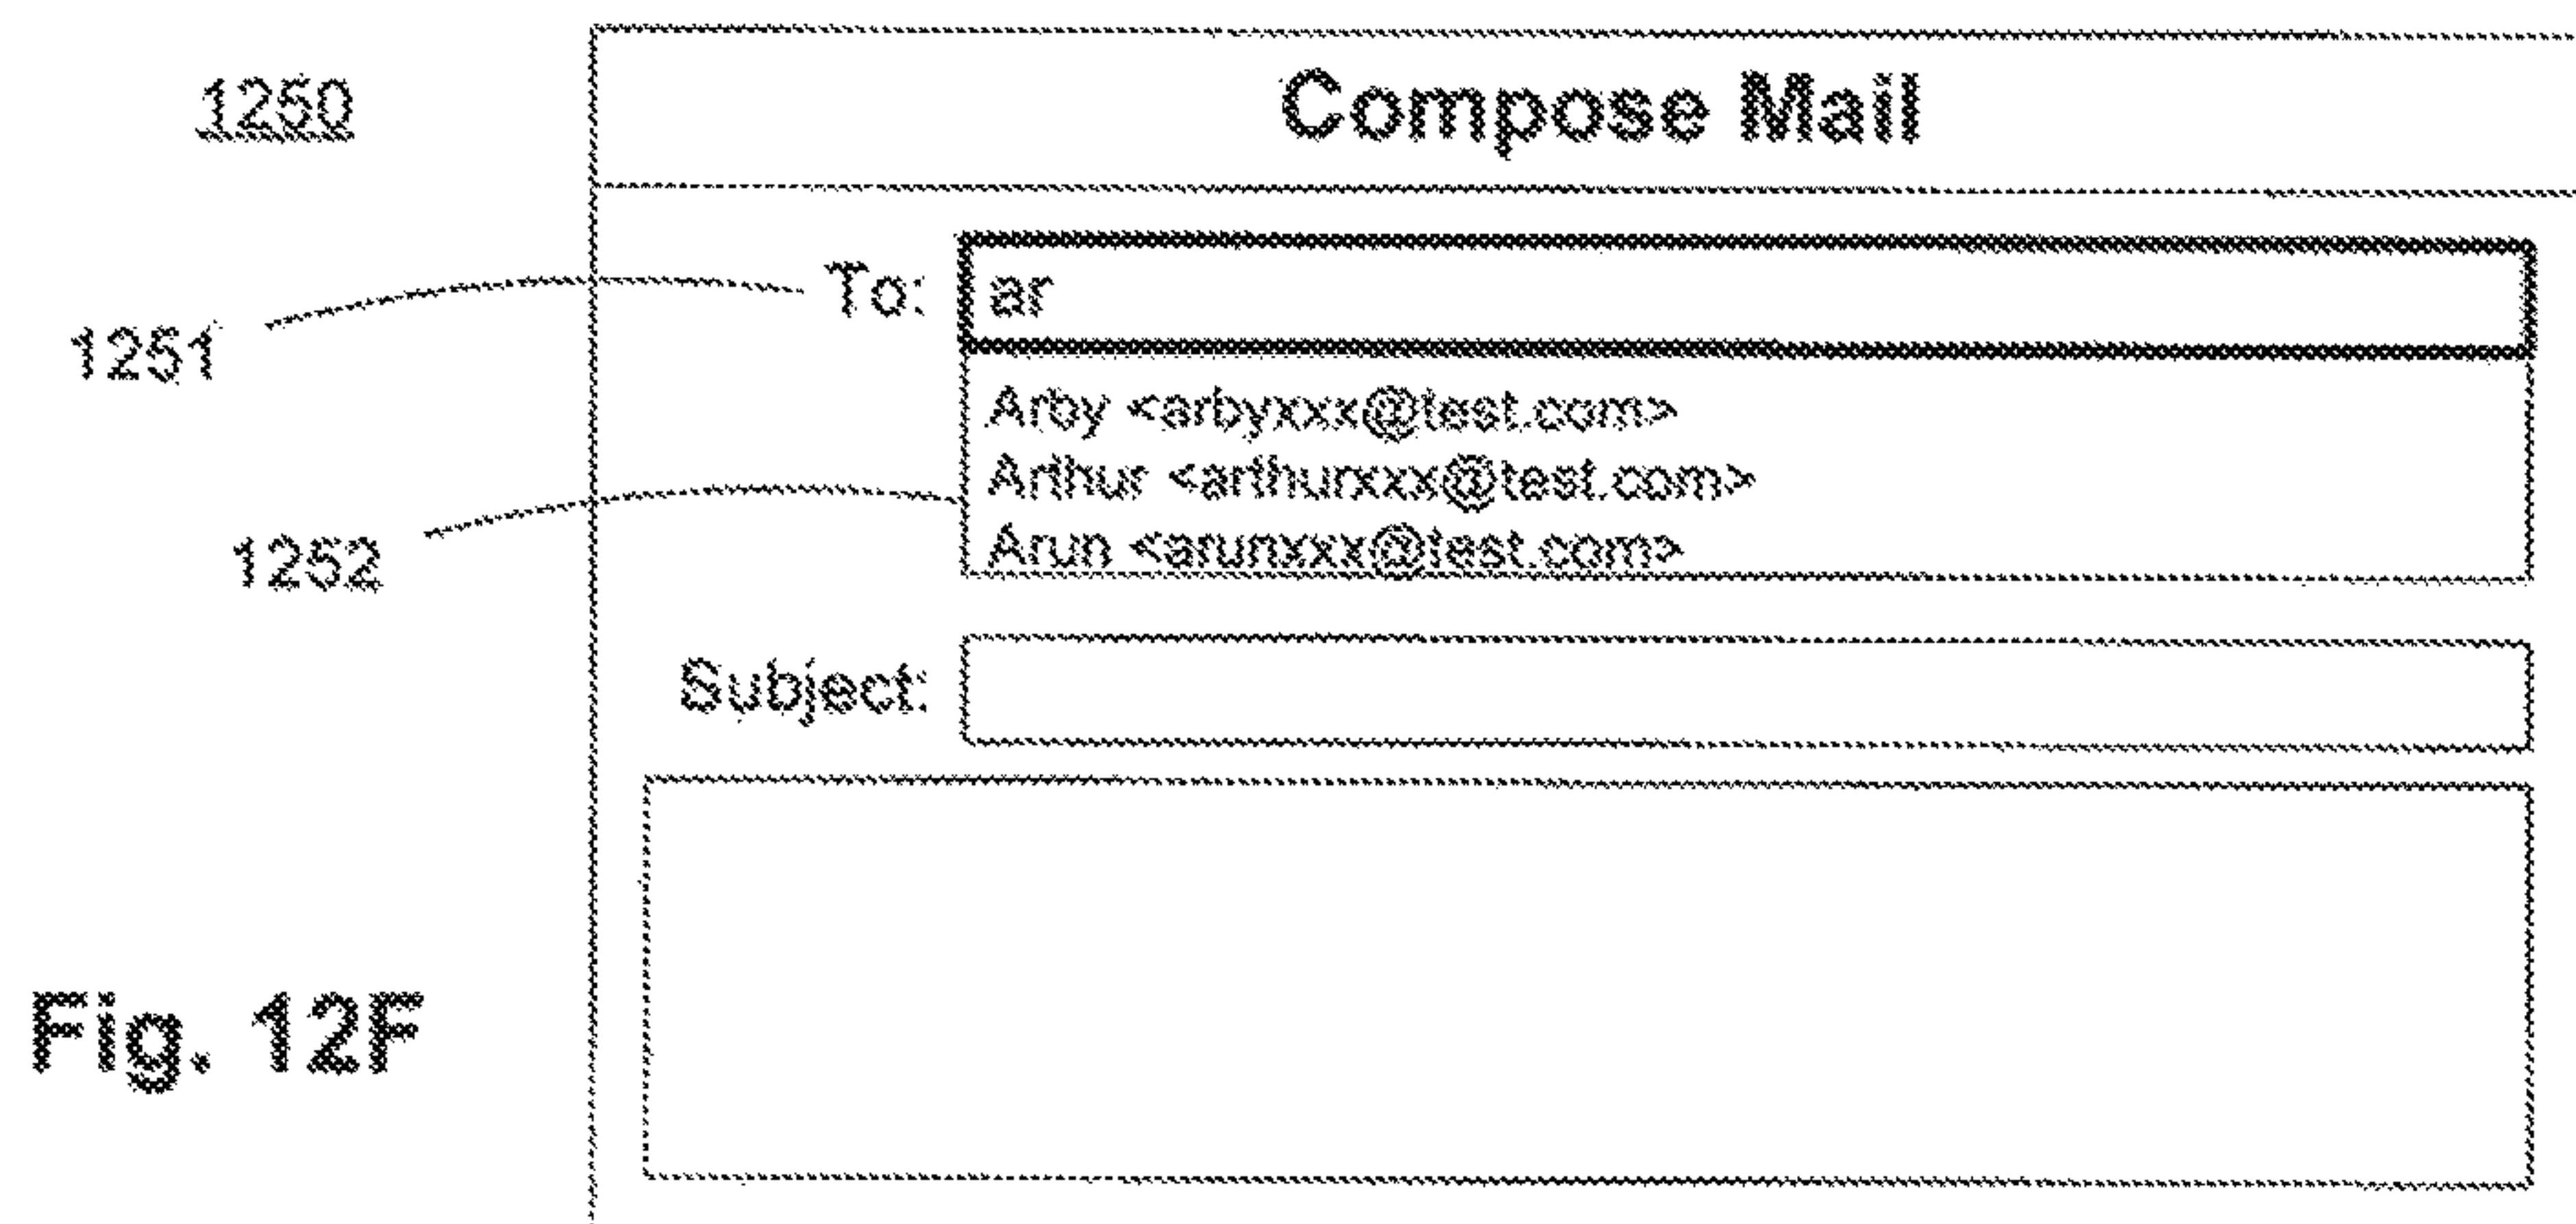 1250
Compose Mail
1251
To: ar
Arby <arbyxxx@test.com>
Arthur <arthurxxx@test.com>
1252
Arun <arunxxx@test.com>
Subject:
Fig. 12F